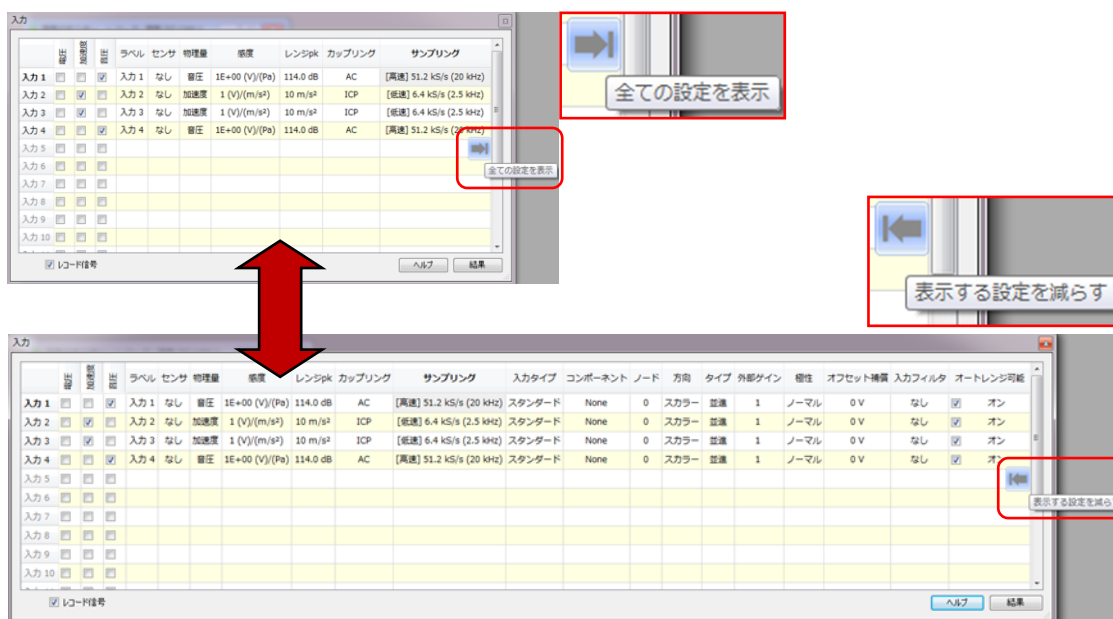 入力
電圧 加速度 音圧 ラベル センサ 物理量 感度 レンジpk カップリング サンプリング
入力 1 入力 1 なし 音圧 1E+00 (V)/(Pa) 114.0 dB AC [高速] 51.2 kS/s (20 kHz)
入力 2 入力 2 なし 加速度 1 (V)/(m/s²) 10 m/s² ICP [低速] 6.4 kS/s (2.5 kHz)
入力 3 入力 3 なし 加速度 1 (V)/(m/s²) 10 m/s² ICP [低速] 6.4 kS/s (2.5 kHz)
入力 4 入力 4 なし 音圧 1E+00 (V)/(Pa) 114.0 dB AC [高速] 51.2 kS/s (20 kHz)
入力 5
全ての設定を表示
入力 6
入力 7
入力 8
入力 9
入力 10
レコード信号 ヘルプ 結果
全ての設定を表示
表示する設定を減らす
入力
電圧 加速度 音圧 ラベル センサ 物理量 感度 レンジpk カップリング サンプリング 入力タイプ コンポーネント ノード 方向 タイプ 外部ゲイン 極性 オフセット補償 入力フィルタ オートレンジ可能
入力 1 入力 1 なし 音圧 1E+00 (V)/(Pa) 114.0 dB AC [高速] 51.2 kS/s (20 kHz) スタンダード None 0 スカラー 並進 1 ノーマル 0 V なし オン
入力 2 入力 2 なし 加速度 1 (V)/(m/s²) 10 m/s² ICP [低速] 6.4 kS/s (2.5 kHz) スタンダード None 0 スカラー 並進 1 ノーマル 0 V なし オン
入力 3 入力 3 なし 加速度 1 (V)/(m/s²) 10 m/s² ICP [低速] 6.4 kS/s (2.5 kHz) スタンダード None 0 スカラー 並進 1 ノーマル 0 V なし オン
入力 4 入力 4 なし 音圧 1E+00 (V)/(Pa) 114.0 dB AC [高速] 51.2 kS/s (20 kHz) スタンダード None 0 スカラー 並進 1 ノーマル 0 V なし オン
入力 5
表示する設定を減ら
入力 6
入力 7
入力 8
入力 9
入力 10
レコード信号 ヘルプ 結果